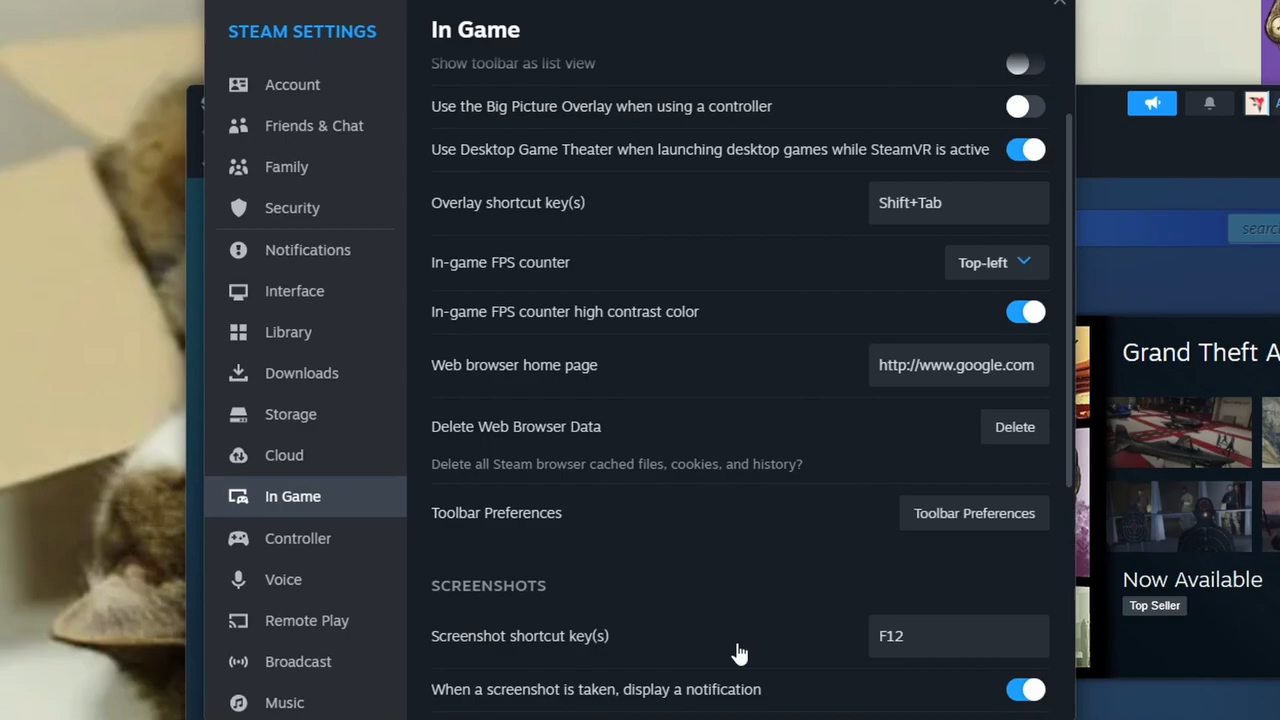 STEAM SETTINGS
Account
Friends & Chat
Family
Security
Notifications
Interface
Library
Downloads
Storage
Cloud
In Game
Controller
Voice
Remote Play
Broadcast
Music
In Game
Show toolbar as list view
Use the Big Picture Overlay when using a controller
Use Desktop Game Theater when launching desktop games while SteamVR is active
Overlay shortcut key(s)
Shift+Tab
In-game FPS counter
Top-left
In-game FPS counter high contrast color
Web browser home page
http://www.google.com
Delete Web Browser Data
Delete
Delete all Steam browser cached files, cookies, and history?
Toolbar Preferences
Toolbar Preferences
SCREENSHOTS
Screenshot shortcut key(s)
F12
When a screenshot is taken, display a notification
Grand Theft A
Now Available
Top Seller